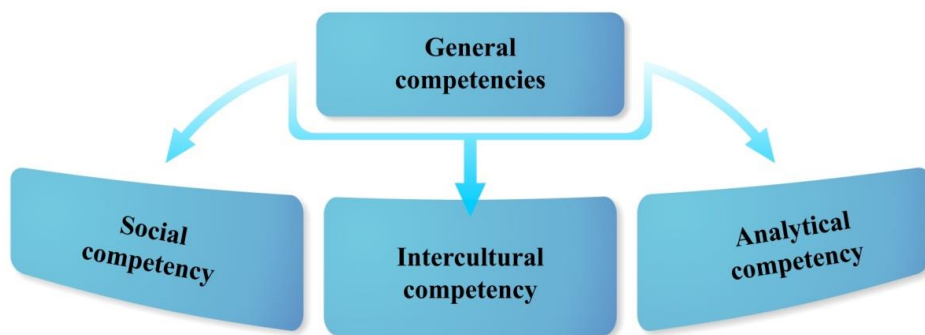 General
competencies
Social
competency
Intercultural
competency
Analytical
competency